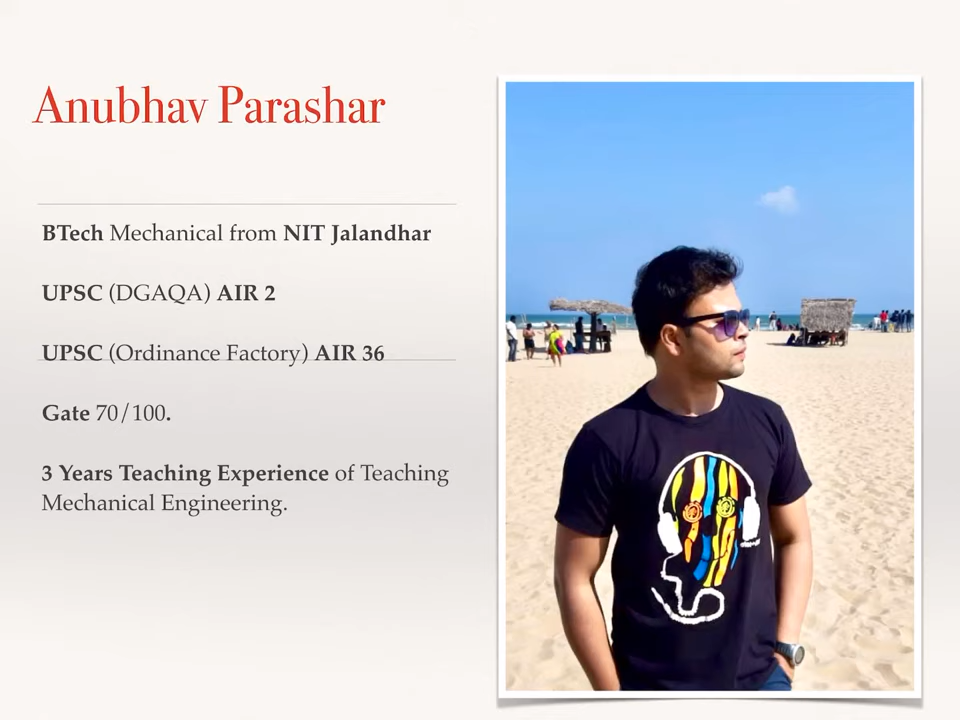 Anubhav Parashar
BTech Mechanical from NIT Jalandhar
UPSC (DGAQA) AIR 2
UPSC (Ordinance Factory) AIR 36
Gate 70/100.
3 Years Teaching Experience of Teaching
Mechanical Engineering.